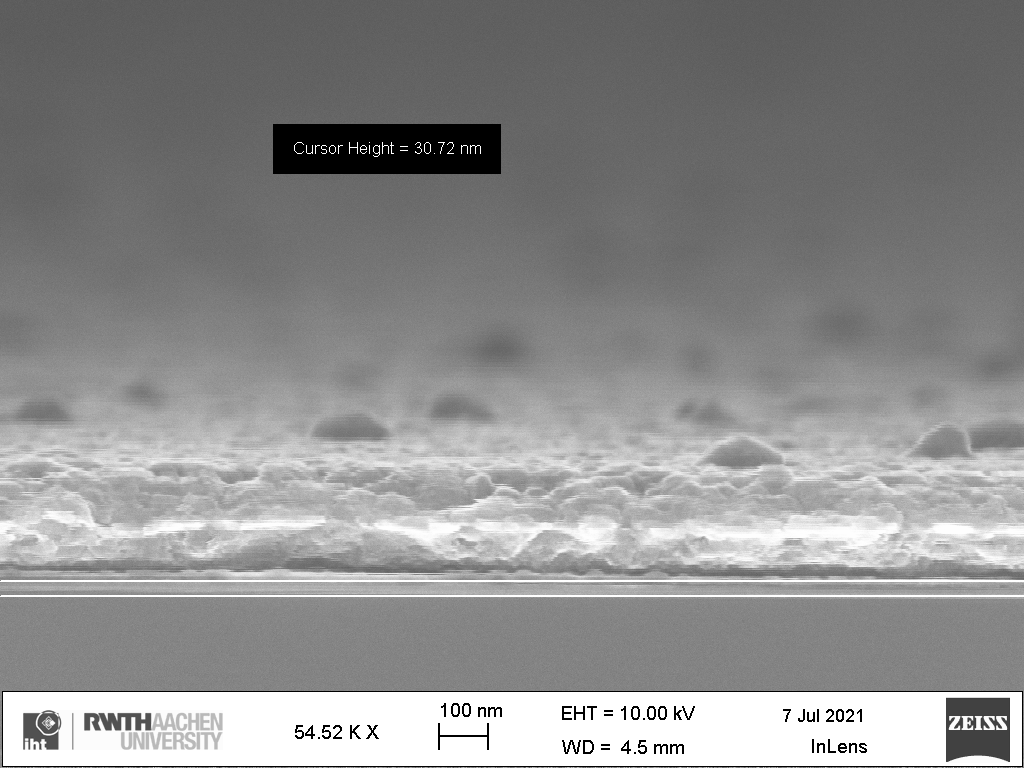 Cursor Height = 30.72 nm
iht
RWTHAACHEN
UNIVERSITY
54.52 K X
100 nm
EHT = 10.00 kV
WD = 4.5 mm
7 Jul 2021
InLens
ZEISS